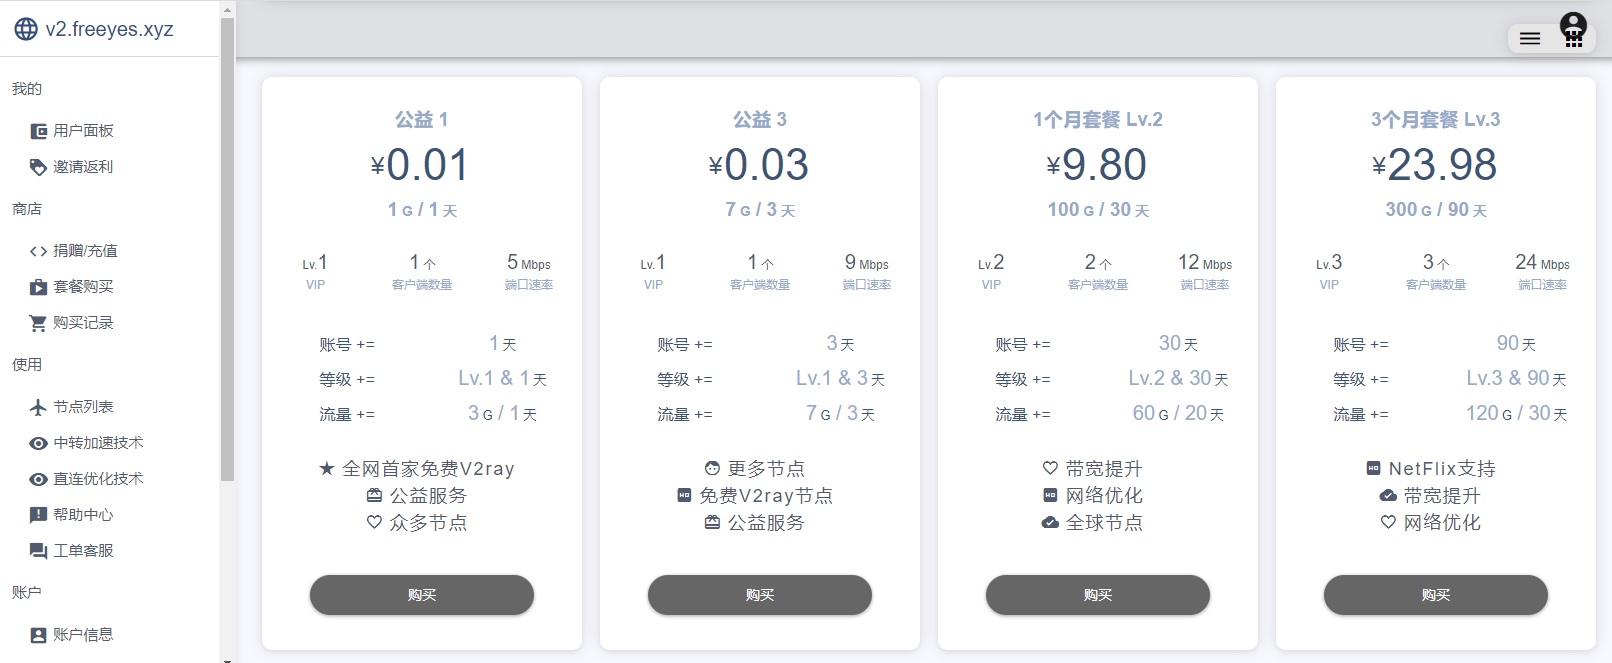 v2.freeyes.xyz
我的
用户面板
邀请返利
商店
捐赠/充值
套餐购买
购买记录
使用
节点列表
中转加速技术
直连优化技术
帮助中心
工单客服
账户
账户信息
公益 1
¥0.01
1 G / 1 天
Lv.1 1 个 5 Mbps
VIP 客户端数量 端口速率
账号 += 1 天
等级 += Lv.1 & 1 天
流量 += 3 G / 1 天
全网首家免费V2ray
公益服务
众多节点
购买
公益 3
¥0.03
7 G / 3 天
Lv.1 1 个 9 Mbps
VIP 客户端数量 端口速率
账号 += 3 天
等级 += Lv.1 & 3 天
流量 += 7 G / 3 天
更多节点
免费V2ray节点
公益服务
购买
1个月套餐 Lv.2
¥9.80
100 G / 30 天
Lv.2 2 个 12 Mbps
VIP 客户端数量 端口速率
账号 += 30 天
等级 += Lv.2 & 30 天
流量 += 60 G / 20 天
带宽提升
网络优化
全球节点
购买
3个月套餐 Lv.3
¥23.98
300 G / 90 天
Lv.3 3 个 24 Mbps
VIP 客户端数量 端口速率
账号 += 90 天
等级 += Lv.3 & 90 天
流量 += 120 G / 30 天
NetFlix支持
带宽提升
网络优化
购买